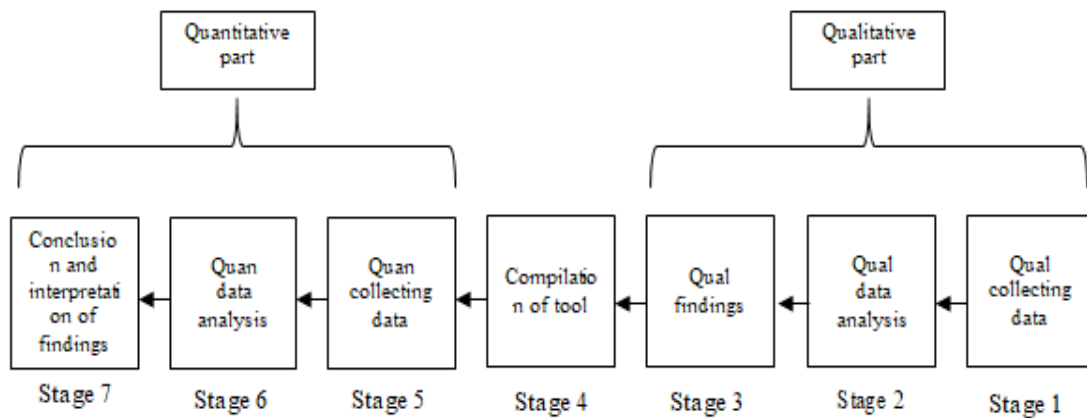 Quantitative
part
Qualitative
part
Conclusio
n and
interpretati
on of
findings
Quan
data
analysis
Quan
collecting
data
Compilatio
n of tool
Qual
findings
Qual
data
analysis
Qual
collecting
data
Stage 7
Stage 6
Stage 5
Stage 4
Stage 3
Stage 2
Stage 1